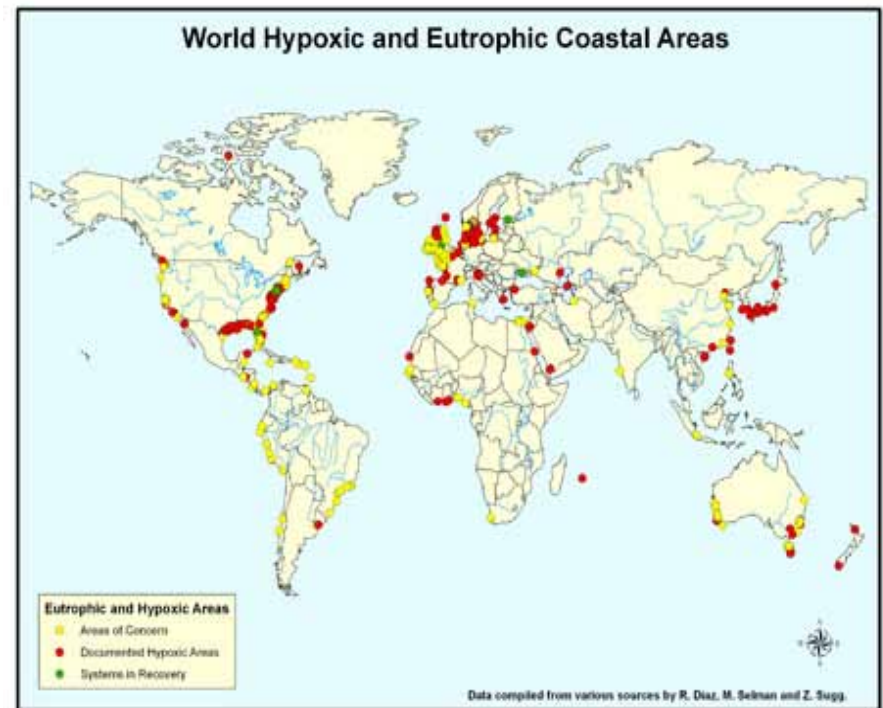 World Hypoxic and Eutrophic Coastal Areas
Eutrophic and Hypoxic Areas
Areas of Concern
Documented Hypoxic Areas
Systems in Recovery
Data compiled from various sources by R. Diaz, M. Selman and Z. Sugg.